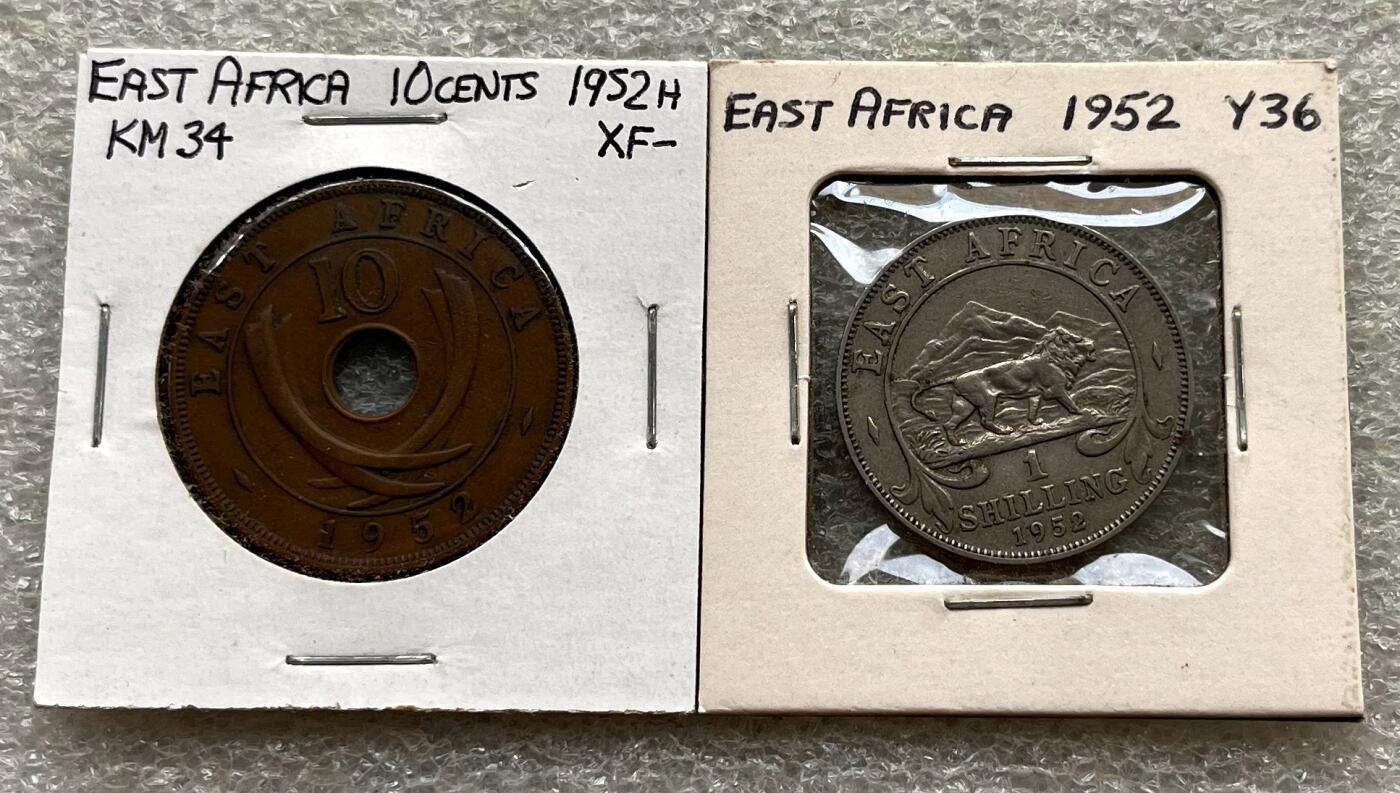 EAST AFRICA 10CENTS 1952H
KM34 XF-
EAST AFRICA
10
1952
EAST AFRICA 1952 Y36
EAST AFRICA
1
SHILLING
1952